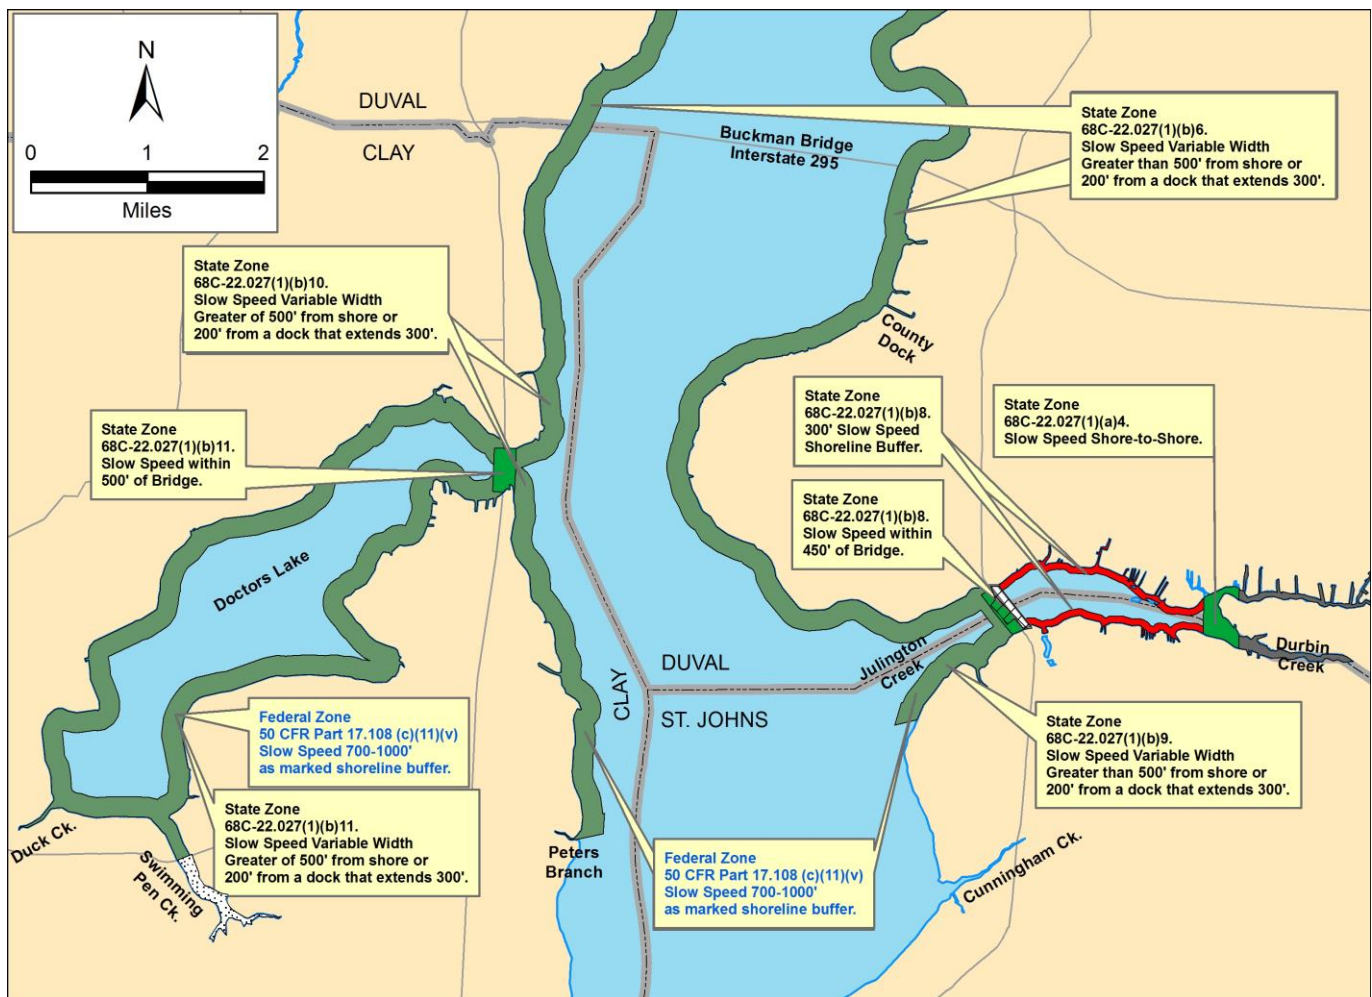 N
0 1 2
Miles
DUVAL
CLAY
Buckman Bridge
Interstate 295
State Zone
68C-22.027(1)(b)6.
Slow Speed Variable Width
Greater than 500' from shore or
200' from a dock that extends 300'.
State Zone
68C-22.027(1)(b)10.
Slow Speed Variable Width
Greater of 500' from shore or
200' from a dock that extends 300'.
County
Dock
State Zone
68C-22.027(1)(b)8.
300' Slow Speed
Shoreline Buffer.
State Zone
68C-22.027(1)(a)4.
Slow Speed Shore-to-Shore.
State Zone
68C-22.027(1)(b)11.
Slow Speed within
500' of Bridge.
State Zone
68C-22.027(1)(b)8.
Slow Speed within
450' of Bridge.
Doctors Lake
Julington
Creek
Durbin
Creek
CLAY
DUVAL
ST. JOHNS
Federal Zone
50 CFR Part 17.108 (c)(11)(v)
Slow Speed 700-1000'
as marked shoreline buffer.
State Zone
68C-22.027(1)(b)9.
Slow Speed Variable Width
Greater than 500' from shore or
200' from a dock that extends 300'.
State Zone
68C-22.027(1)(b)11.
Slow Speed Variable Width
Greater of 500' from shore or
200' from a dock that extends 300'.
Duck Ck.
Swimming
Pen Ck.
Peters
Branch
Federal Zone
50 CFR Part 17.108 (c)(11)(v)
Slow Speed 700-1000'
as marked shoreline buffer.
Cunningham Ck.